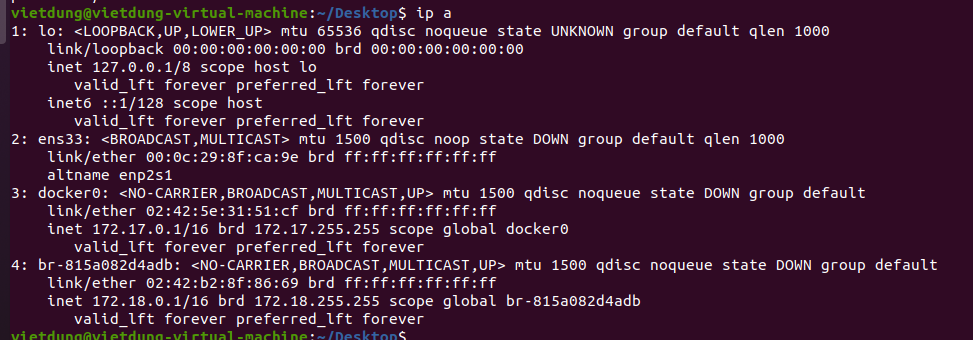 vietdung@vietdung-virtual-machine:~/Desktop$ ip a
1: lo: <LOOPBACK,UP,LOWER_UP> mtu 65536 qdisc noqueue state UNKNOWN group default qlen 1000
    link/loopback 00:00:00:00:00:00 brd 00:00:00:00:00:00
    inet 127.0.0.1/8 scope host lo
       valid_lft forever preferred_lft forever
    inet6 ::1/128 scope host
       valid_lft forever preferred_lft forever
2: ens33: <BROADCAST,MULTICAST> mtu 1500 qdisc noop state DOWN group default qlen 1000
    link/ether 00:0c:29:8f:ca:9e brd ff:ff:ff:ff:ff:ff
    altname enp2s1
3: docker0: <NO-CARRIER,BROADCAST,MULTICAST,UP> mtu 1500 qdisc noqueue state DOWN group default
    link/ether 02:42:5e:31:51:cf brd ff:ff:ff:ff:ff:ff
    inet 172.17.0.1/16 brd 172.17.255.255 scope global docker0
       valid_lft forever preferred_lft forever
4: br-815a082d4adb: <NO-CARRIER,BROADCAST,MULTICAST,UP> mtu 1500 qdisc noqueue state DOWN group default
    link/ether 02:42:b2:8f:86:69 brd ff:ff:ff:ff:ff:ff
    inet 172.18.0.1/16 brd 172.18.255.255 scope global br-815a082d4adb
       valid_lft forever preferred_lft forever
vietdung@vietdung-virtual-machine:~/Desktop$